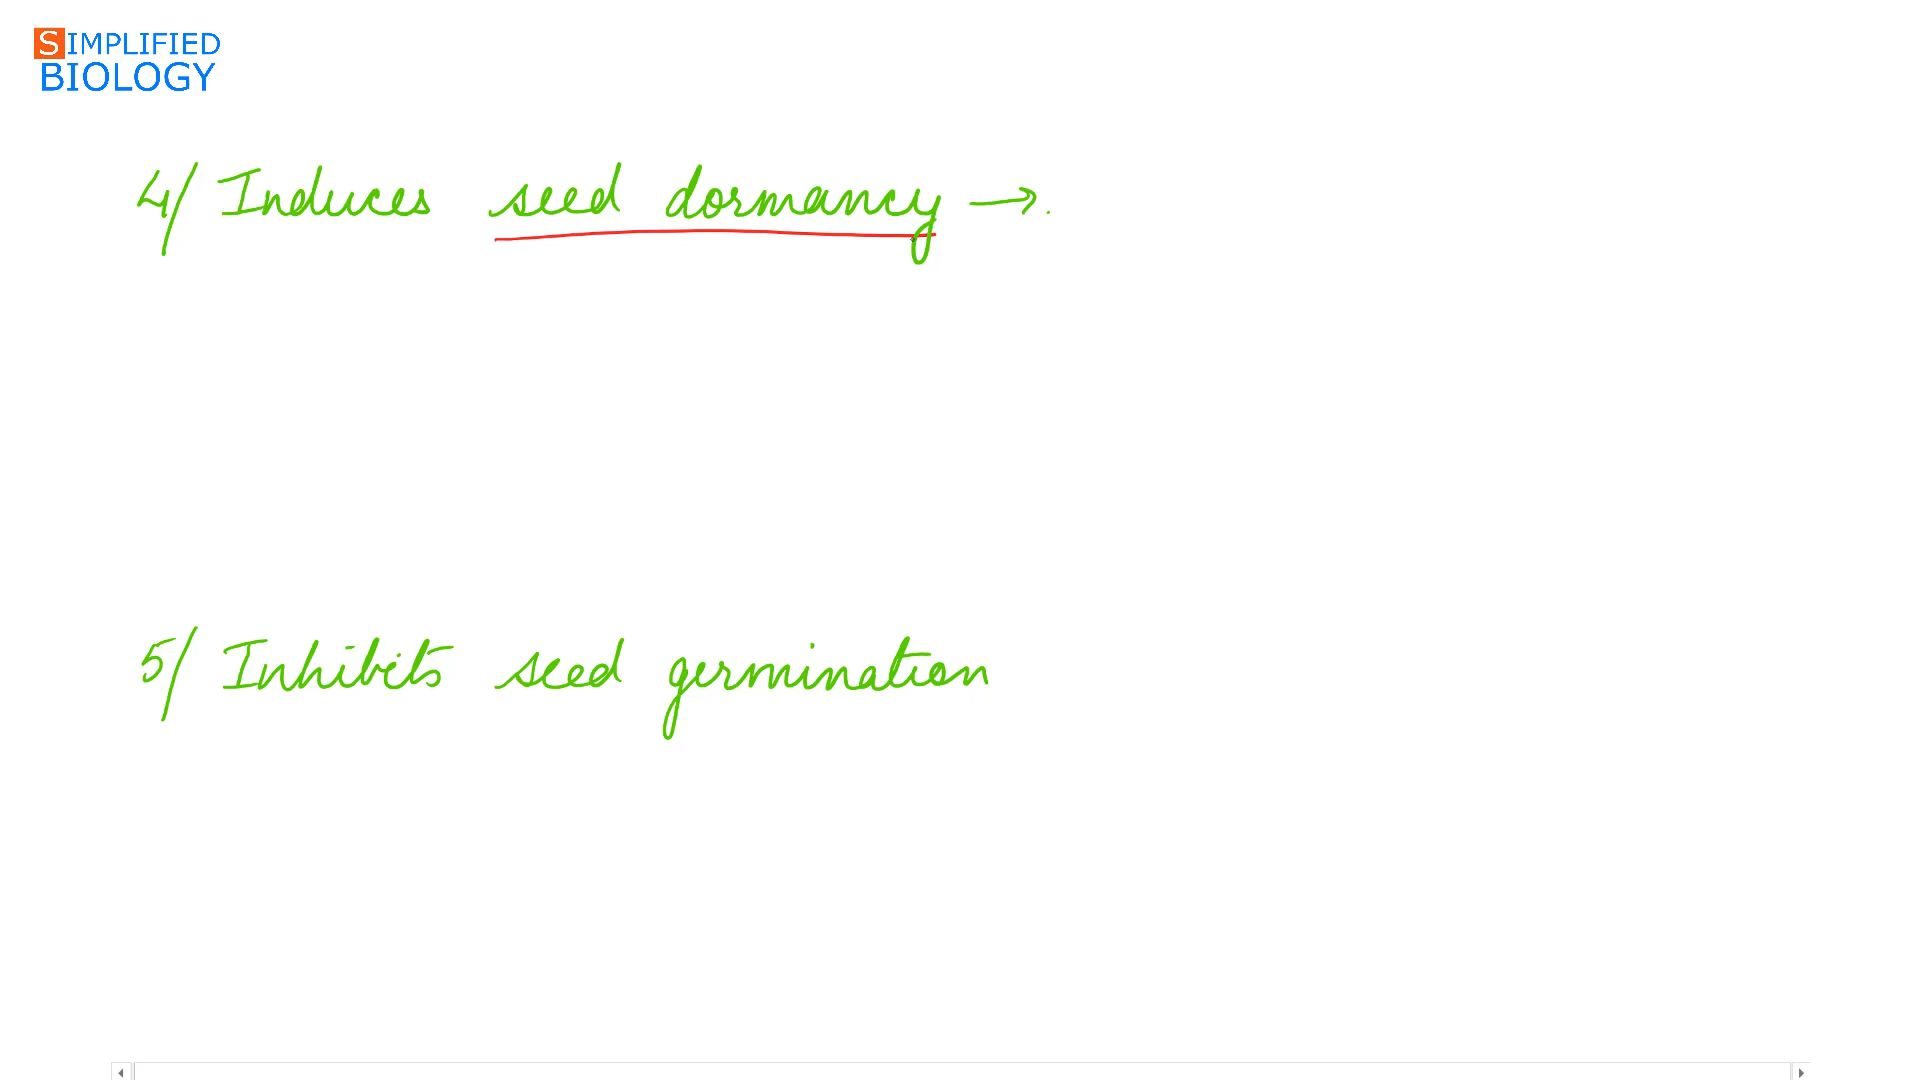 SIMPLIFIED
BIOLOGY
4/ Induces seed dormancy →
5/ Inhibits seed germination